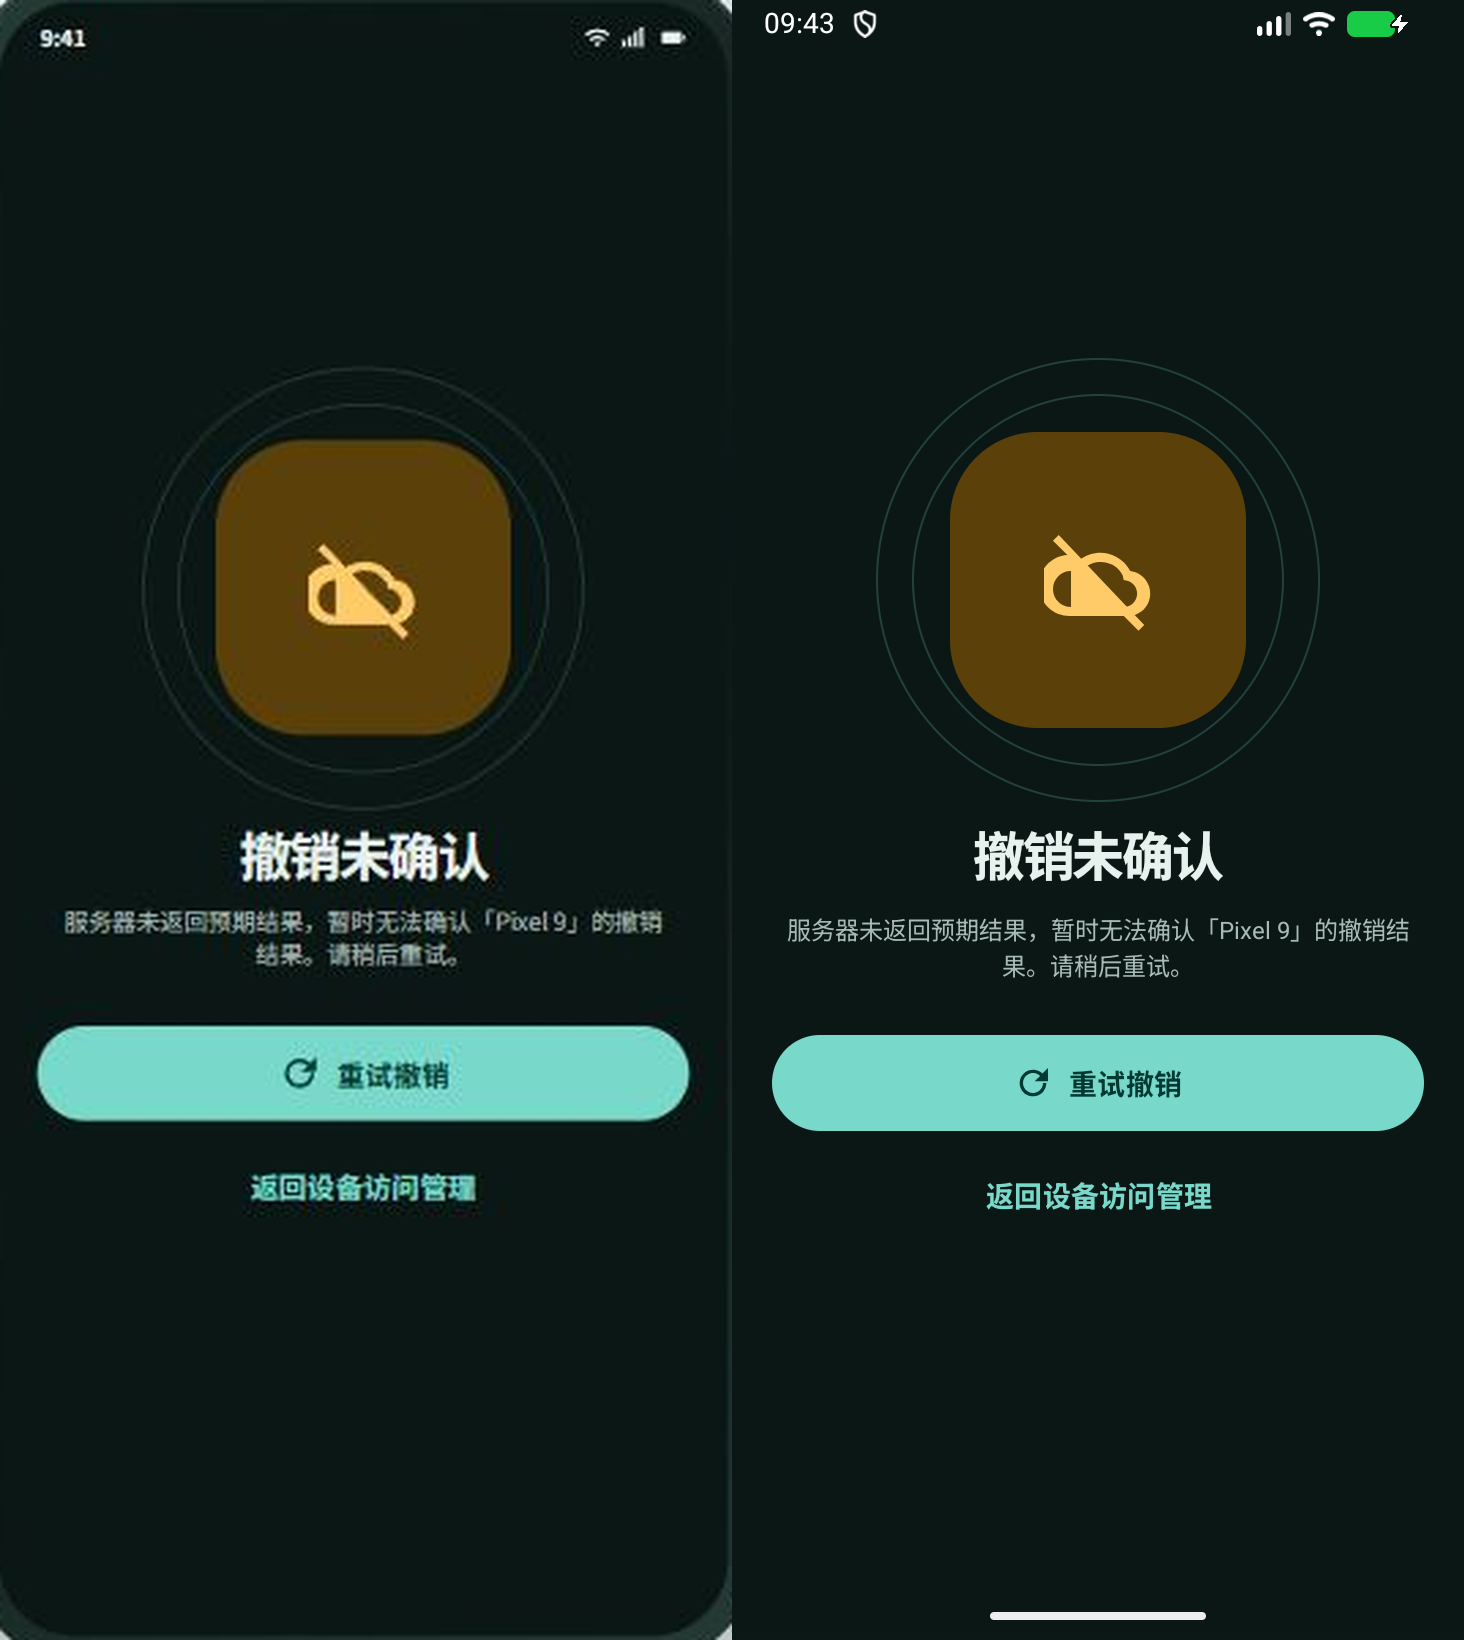 9:41
撤销未确认
服务器未返回预期结果，暂时无法确认「Pixel 9」的撤销
结果。请稍后重试。
重试撤销
返回设备访问管理
09:43
撤销未确认
服务器未返回预期结果，暂时无法确认「Pixel 9」的撤销结
果。请稍后重试。
重试撤销
返回设备访问管理